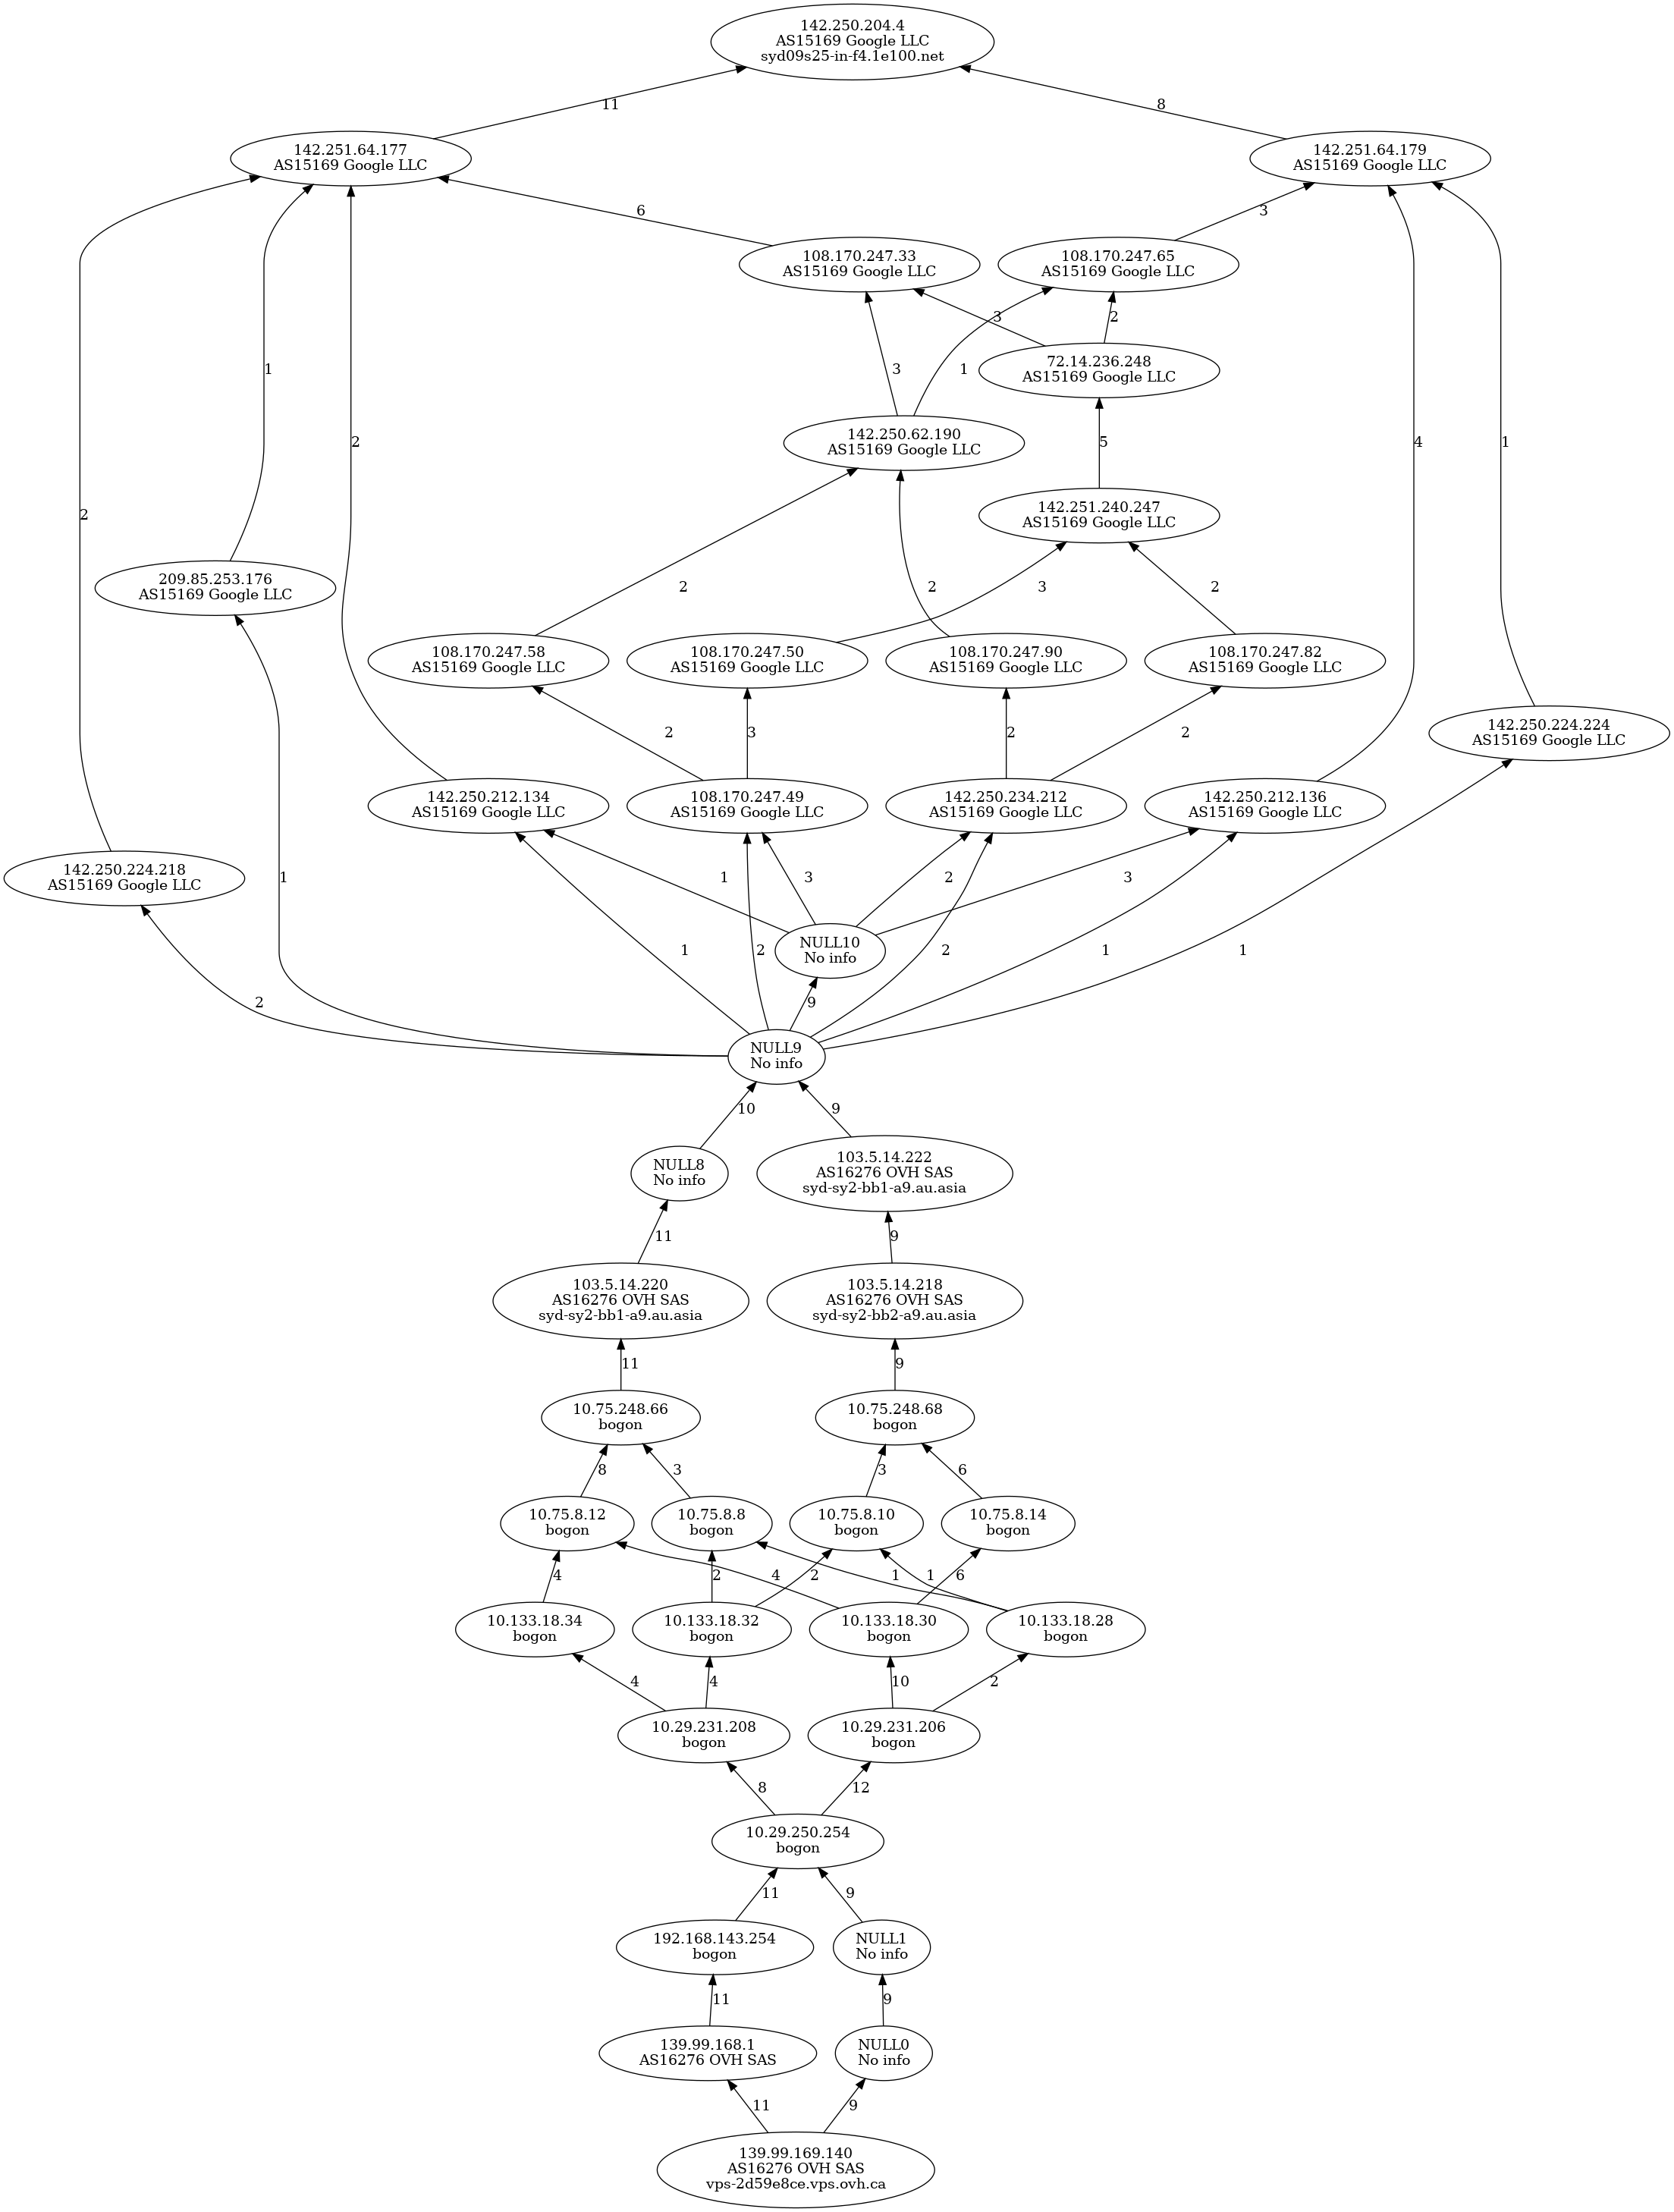 142.250.204.4
AS15169 Google LLC
syd09s25-in-f4.1e100.net
11
8
142.251.64.177
AS15169 Google LLC
142.251.64.179
AS15169 Google LLC
6
3
108.170.247.33
AS15169 Google LLC
108.170.247.65
AS15169 Google LLC
3
2
72.14.236.248
AS15169 Google LLC
1
3
1
142.250.62.190
AS15169 Google LLC
2
5
4
1
142.251.240.247
AS15169 Google LLC
2
209.85.253.176
AS15169 Google LLC
2
2
3
2
108.170.247.58
AS15169 Google LLC
108.170.247.50
AS15169 Google LLC
108.170.247.90
AS15169 Google LLC
108.170.247.82
AS15169 Google LLC
142.250.224.224
AS15169 Google LLC
2
3
2
2
142.250.212.134
AS15169 Google LLC
108.170.247.49
AS15169 Google LLC
142.250.234.212
AS15169 Google LLC
142.250.212.136
AS15169 Google LLC
142.250.224.218
AS15169 Google LLC
1
1
3
2
3
NULL10
No info
1
2
2
1
1
2
9
NULL9
No info
10
9
NULL8
No info
103.5.14.222
AS16276 OVH SAS
syd-sy2-bb1-a9.au.asia
11
9
103.5.14.220
AS16276 OVH SAS
syd-sy2-bb1-a9.au.asia
103.5.14.218
AS16276 OVH SAS
syd-sy2-bb2-a9.au.asia
11
9
10.75.248.66
bogon
10.75.248.68
bogon
8
3
3
6
10.75.8.12
bogon
10.75.8.8
bogon
10.75.8.10
bogon
10.75.8.14
bogon
4
2
4
2
1
1
6
10.133.18.34
bogon
10.133.18.32
bogon
10.133.18.30
bogon
10.133.18.28
bogon
4
4
10
2
10.29.231.208
bogon
10.29.231.206
bogon
8
12
10.29.250.254
bogon
11
9
192.168.143.254
bogon
NULL1
No info
11
9
139.99.168.1
AS16276 OVH SAS
NULL0
No info
11
9
139.99.169.140
AS16276 OVH SAS
vps-2d59e8ce.vps.ovh.ca